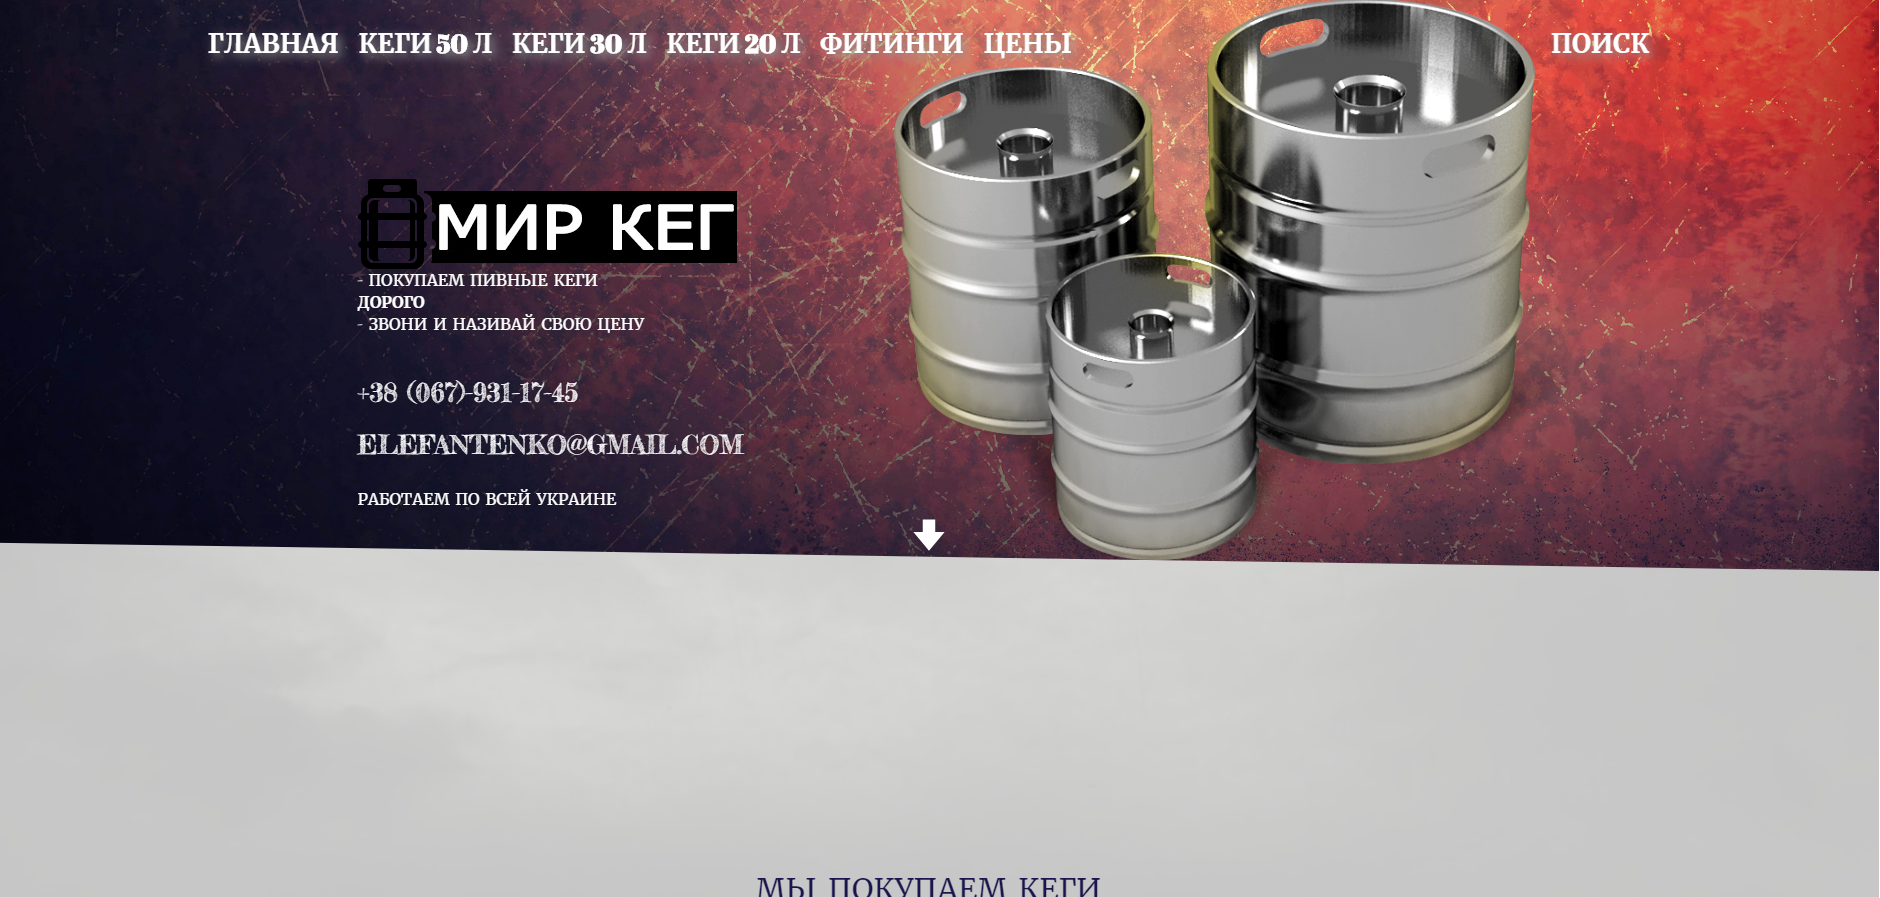 ГЛАВНАЯ КЕГИ 50 Л КЕГИ 30 Л КЕГИ 20 Л ФИТИНГИ ЦЕНЫ ПОИСК
МИР КЕГ
- ПОКУПАЕМ ПИВНЫЕ КЕГИ
ДОРОГО
- ЗВОНИ И НАЗИВАЙ СВОЮ ЦЕНУ
+38 (067)-931-17-45
ELEFANTENKO@GMAIL.COM
РАБОТАЕМ ПО ВСЕЙ УКРАИНЕ
МЫ ПОКУПАЕМ КЕГИ